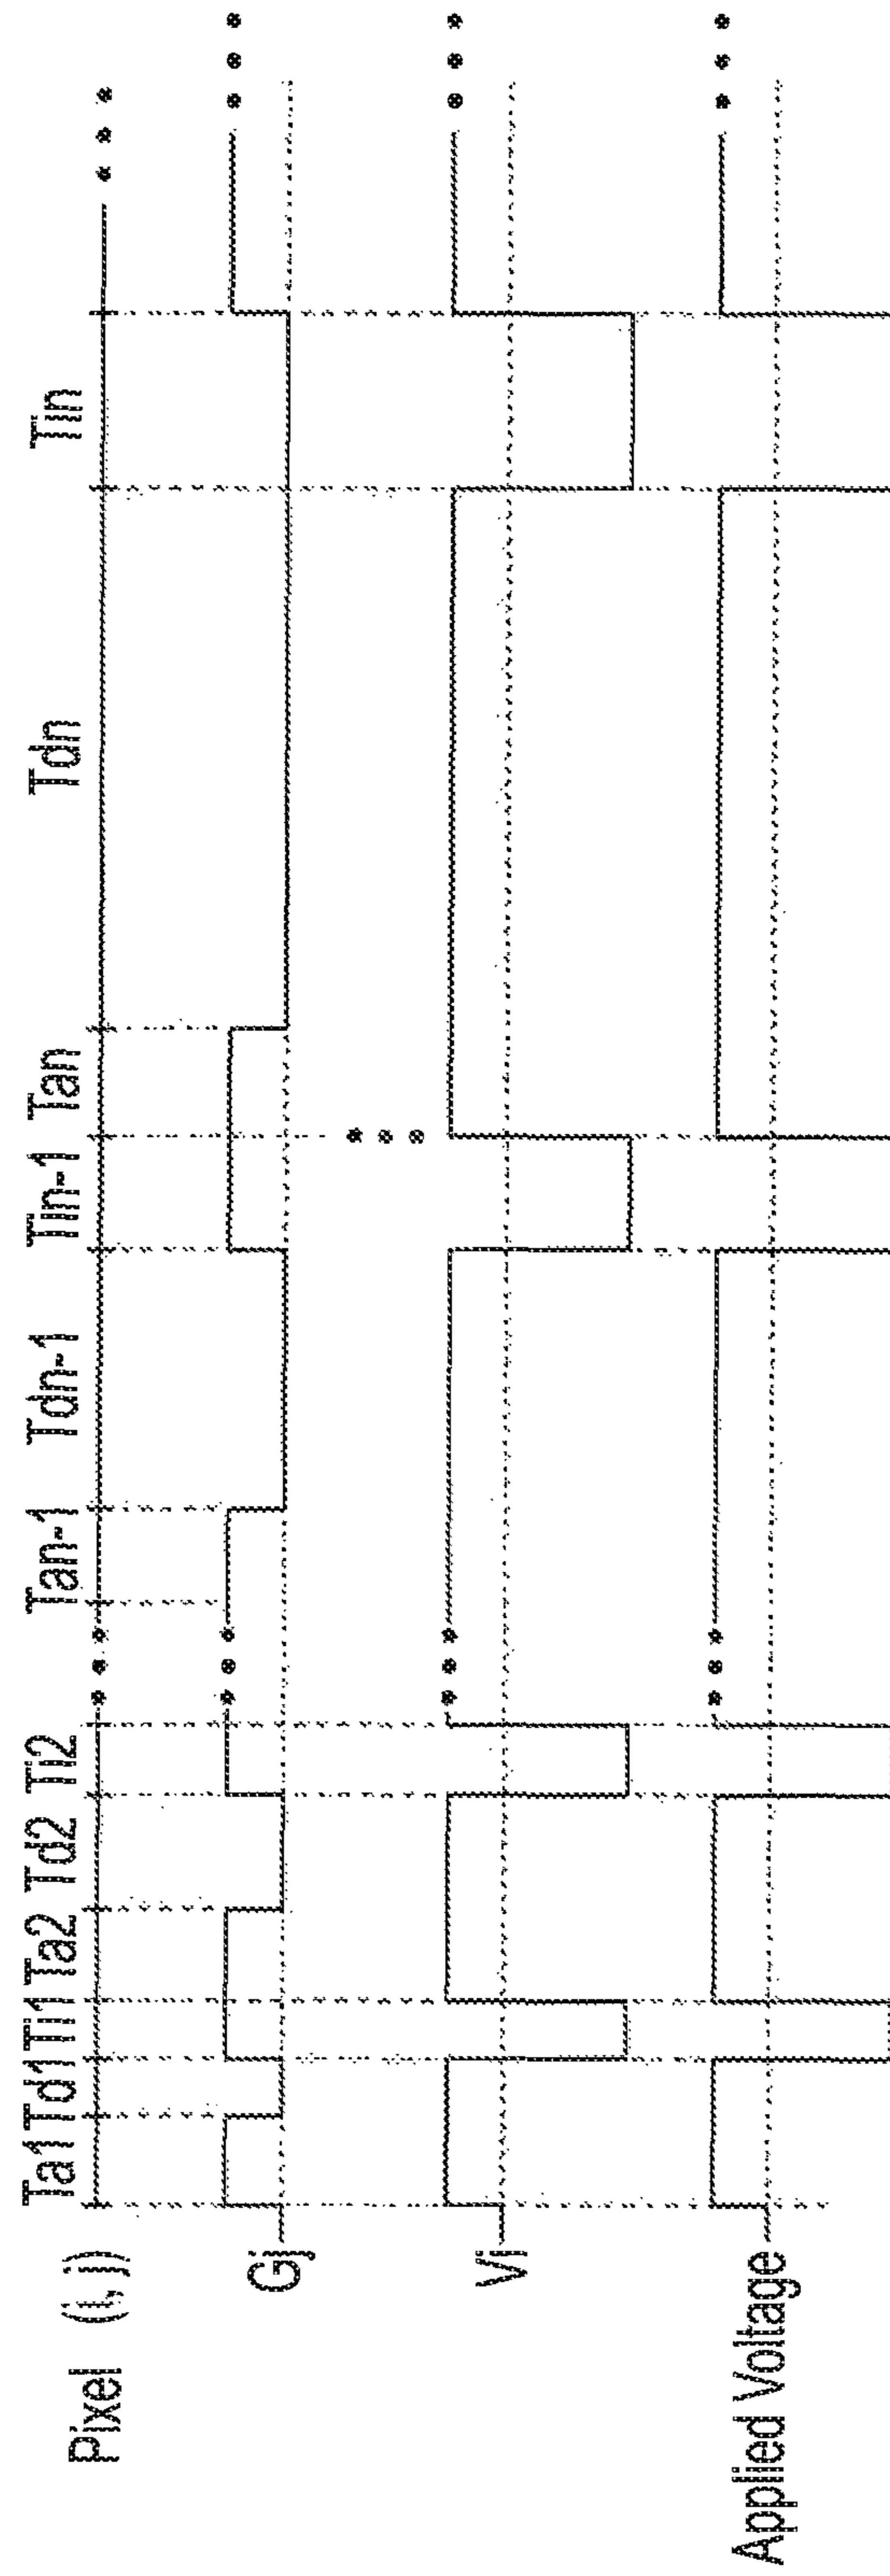 Pixel (i, j) Ta1 Td1 Ti1 Ta2 Td2 Ti2 Tan-1 Tdn-1 Tin-1 Tan Tdn Tin
Gj
Vi
Applied Voltage